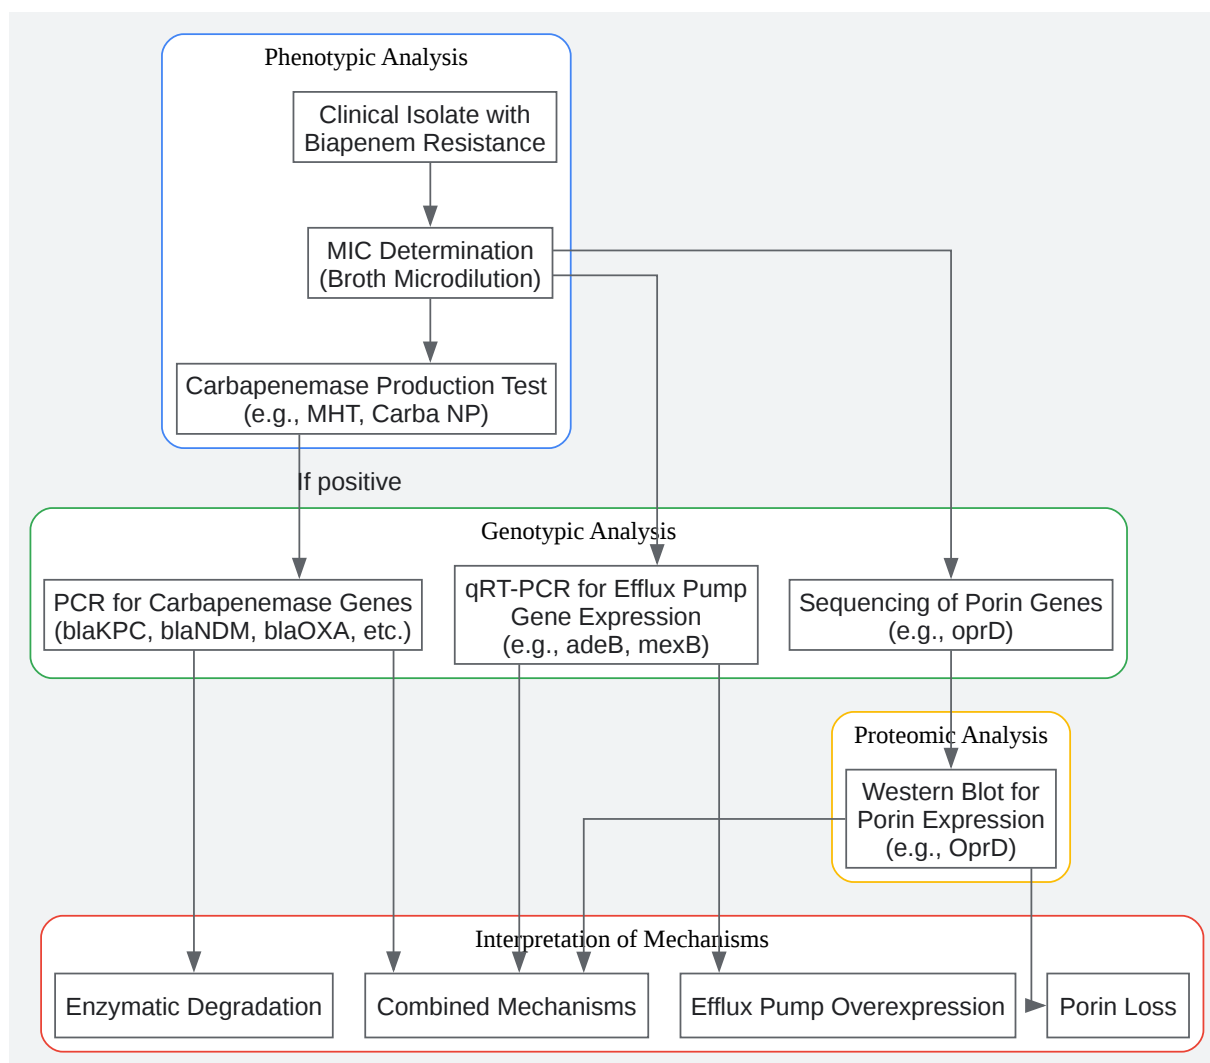 Phenotypic Analysis
Clinical Isolate with
Biapenem Resistance
MIC Determination
(Broth Microdilution)
Carbapenemase Production Test
(e.g., MHT, Carba NP)
If positive
Genotypic Analysis
PCR for Carbapenemase Genes
(blaKPC, blaNDM, blaOXA, etc.)
qRT-PCR for Efflux Pump
Gene Expression
(e.g., adeB, mexB)
Sequencing of Porin Genes
(e.g., oprD)
Proteomic Analysis
Western Blot for
Porin Expression
(e.g., OprD)
Interpretation of Mechanisms
Enzymatic Degradation
Combined Mechanisms
Efflux Pump Overexpression
Porin Loss